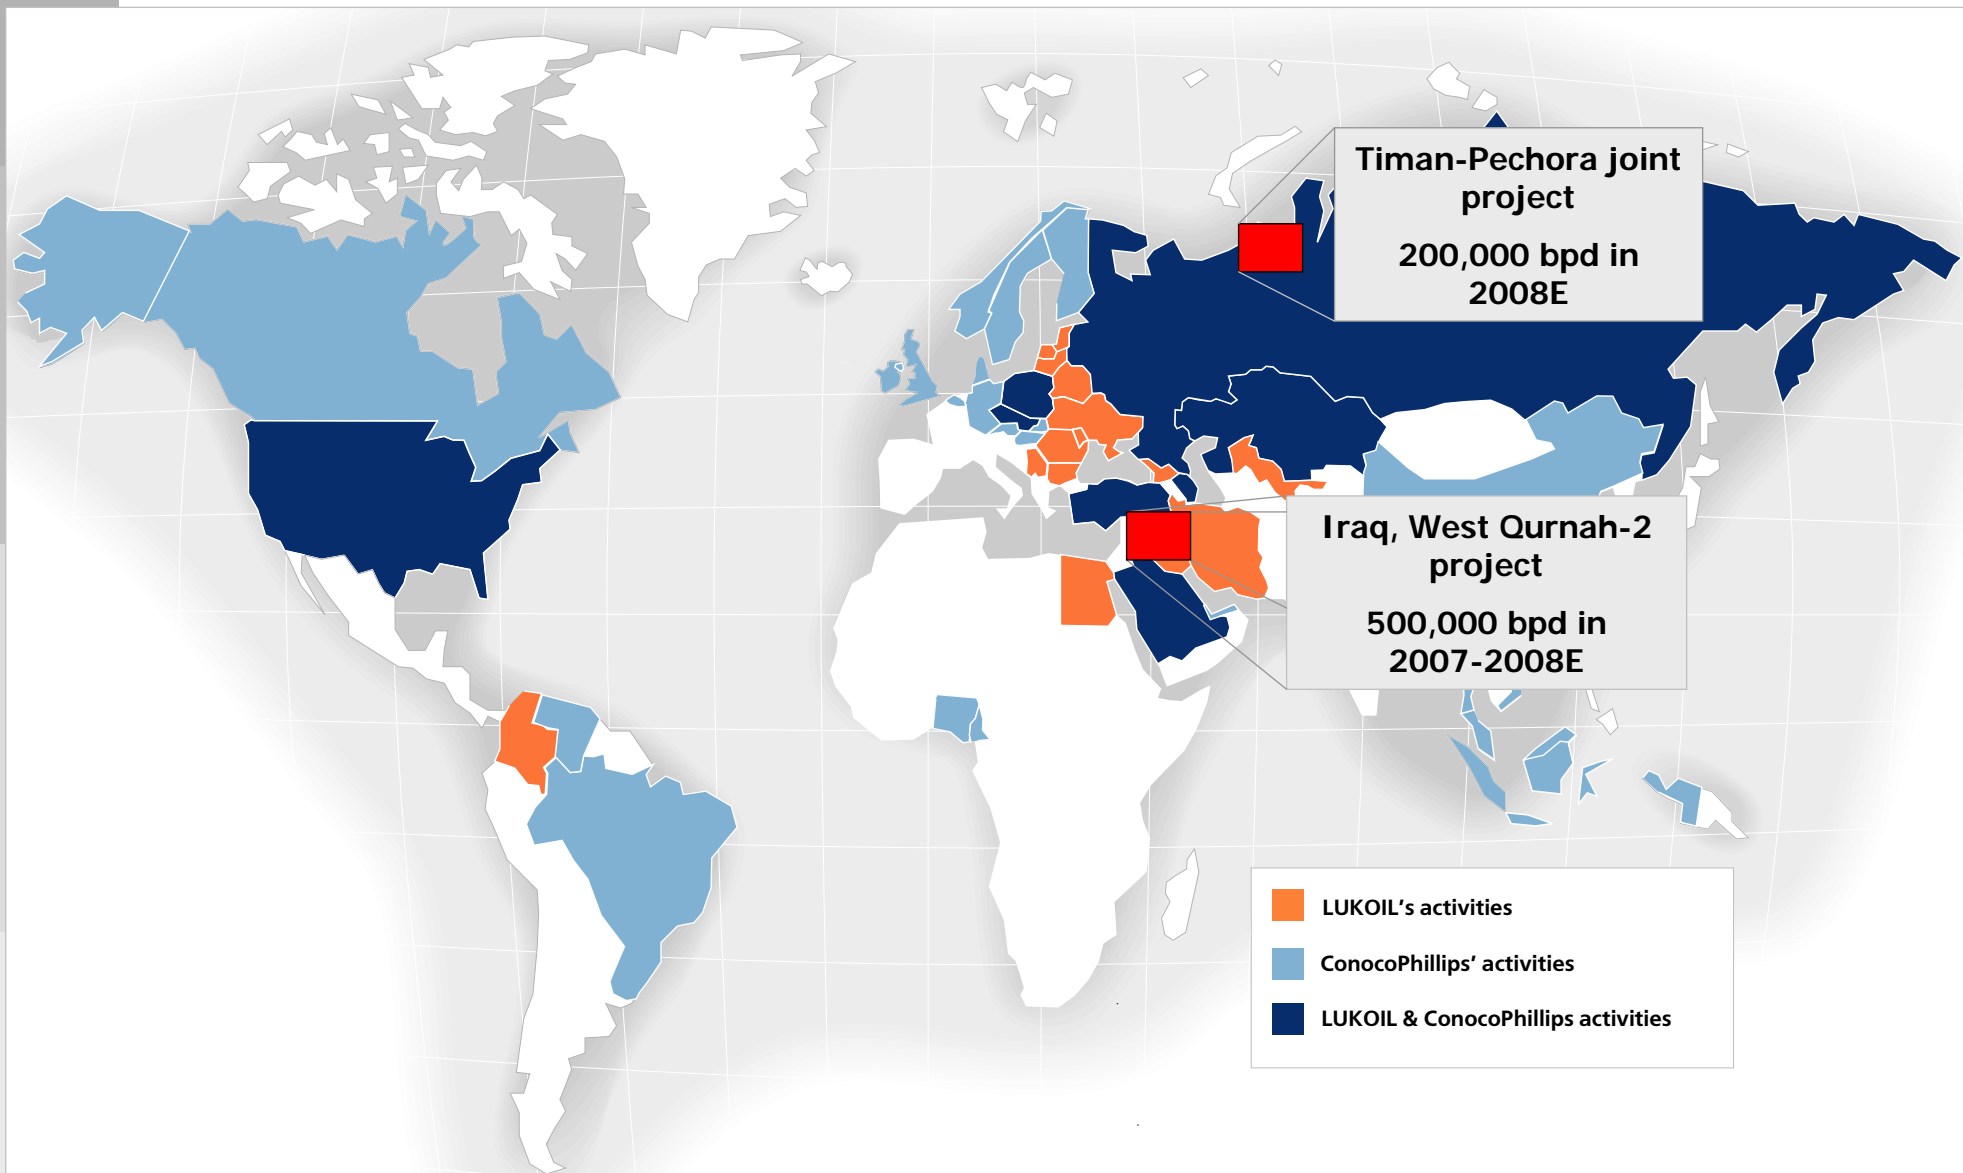 Timan-Pechora joint
project
200,000 bpd in
2008E
Iraq, West Qurnah-2
project
500,000 bpd in
2007-2008E
LUKOIL's activities
ConocoPhillips' activities
LUKOIL & ConocoPhillips activities